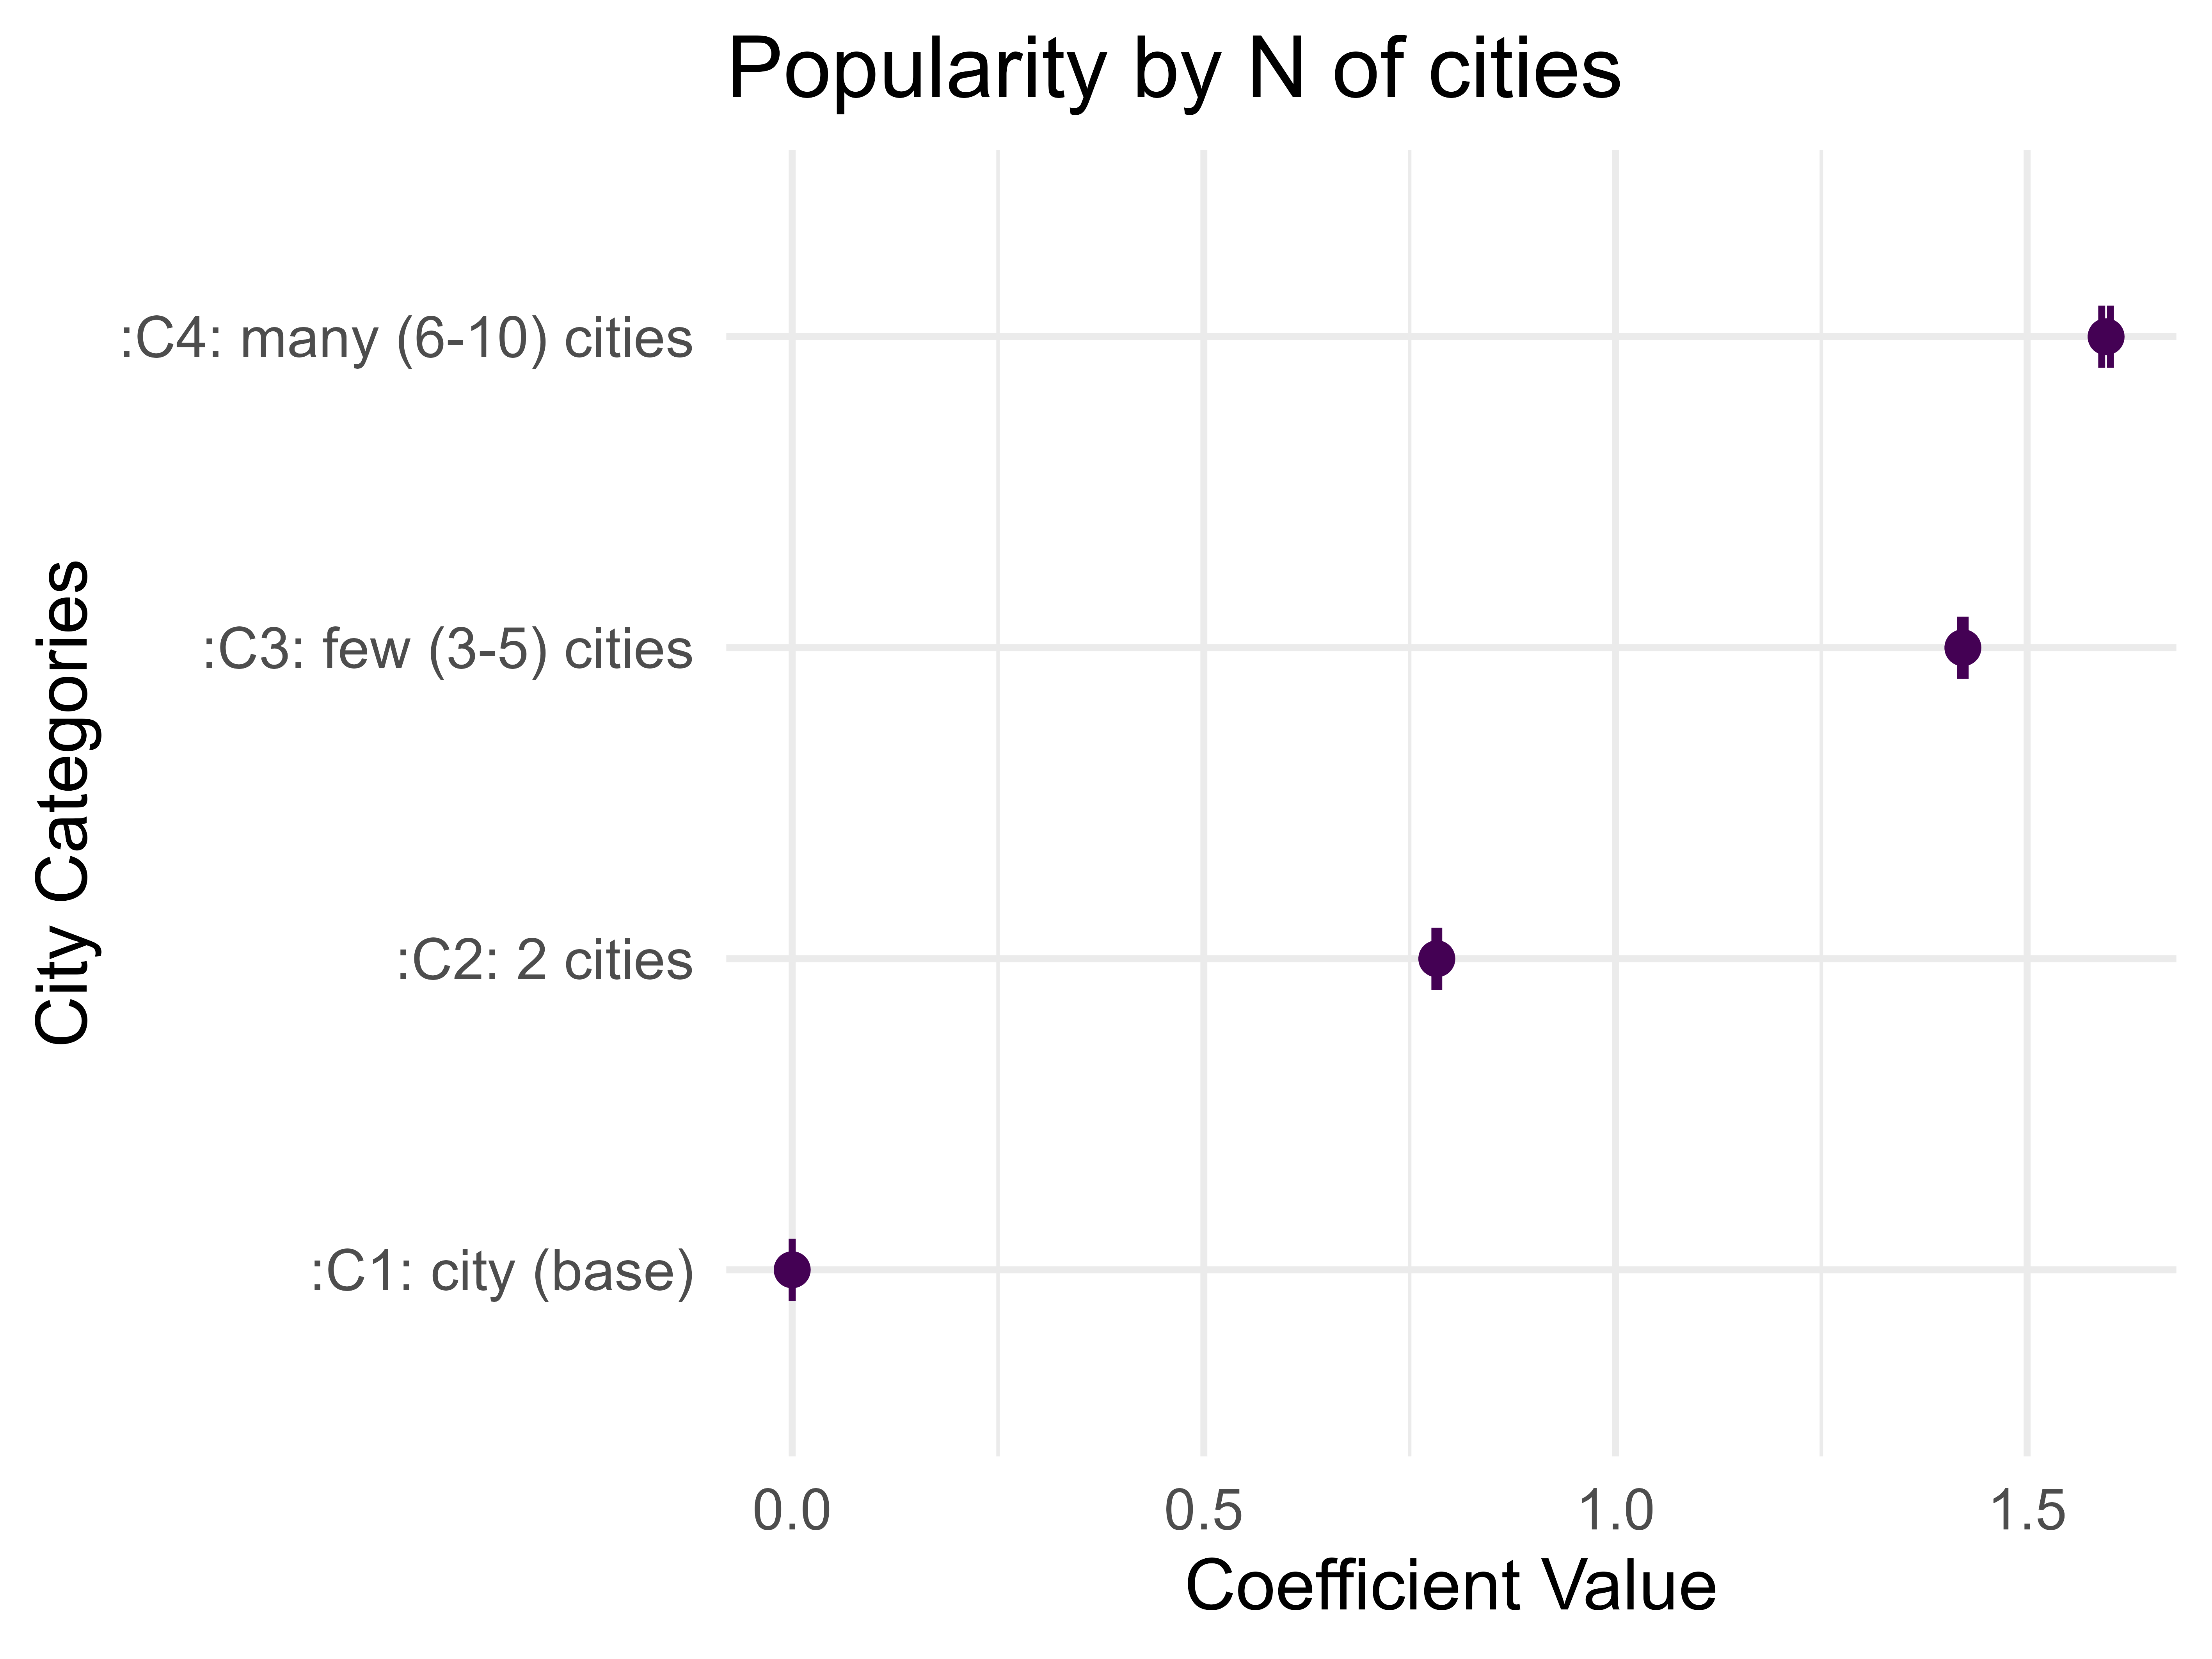 Popularity by N of cities
City Categories
:C4: many (6-10) cities
:C3: few (3-5) cities
:C2: 2 cities
:C1: city (base)
0.0 0.5 1.0 1.5
Coefficient Value